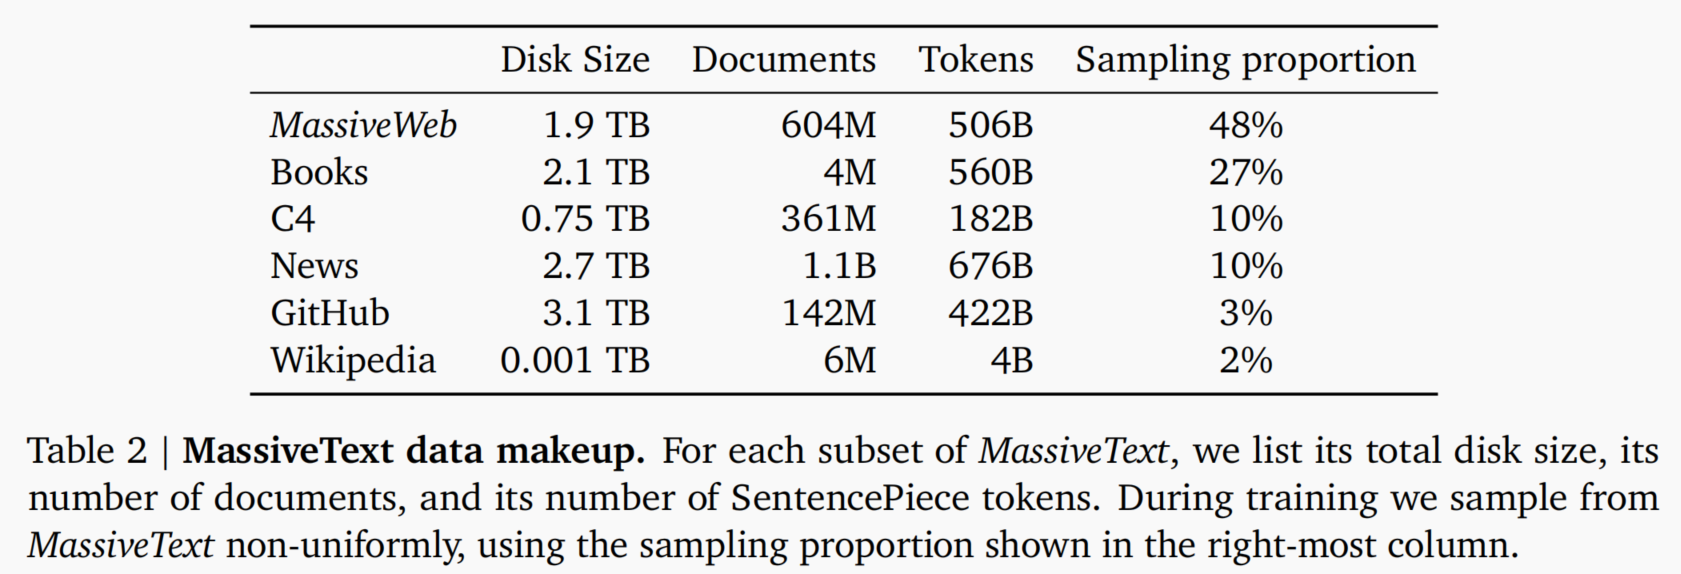 Disk Size Documents Tokens Sampling proportion
MassiveWeb 1.9 TB 604M 506B 48%
Books 2.1 TB 4M 560B 27%
C4 0.75 TB 361M 182B 10%
News 2.7 TB 1.1B 676B 10%
GitHub 3.1 TB 142M 422B 3%
Wikipedia 0.001 TB 6M 4B 2%
Table 2 | MassiveText data makeup. For each subset of MassiveText, we list its total disk size, its
number of documents, and its number of SentencePiece tokens. During training we sample from
MassiveText non-uniformly, using the sampling proportion shown in the right-most column.